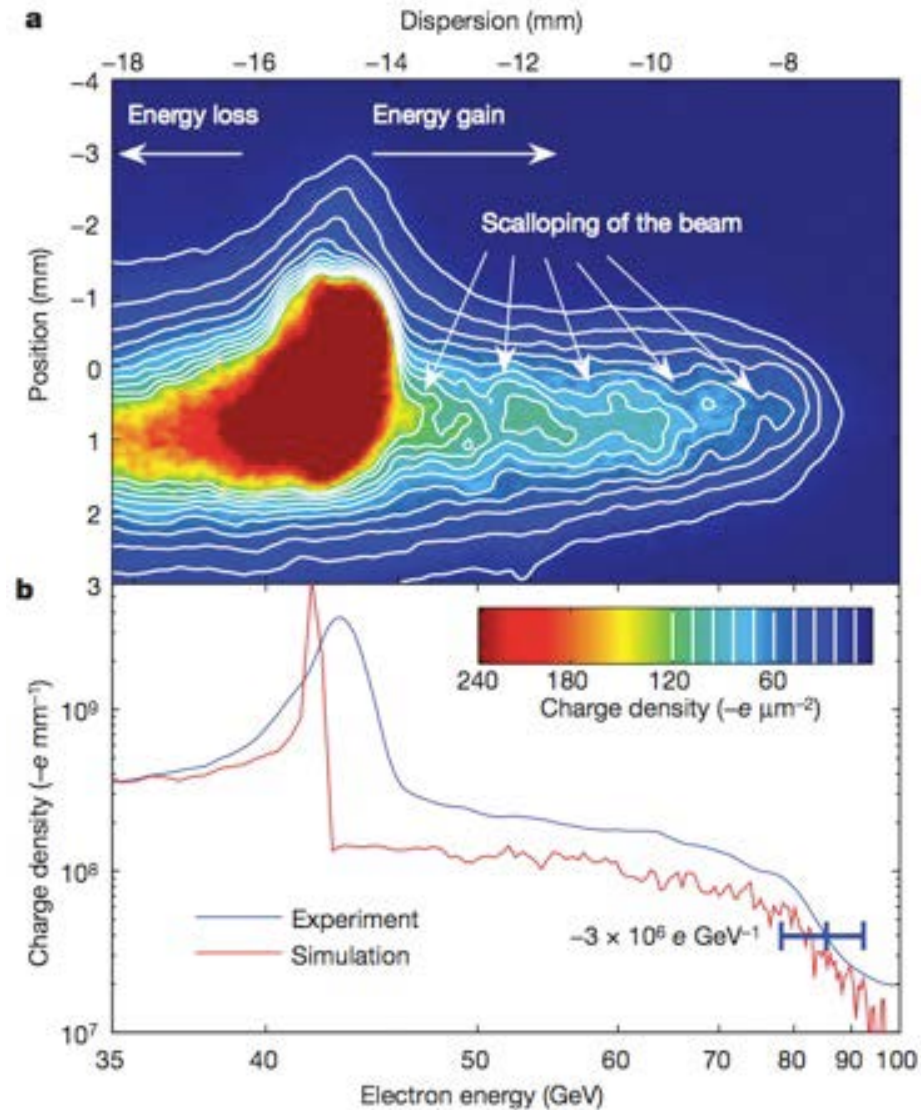 a
Dispersion (mm)
−18 −16 −14 −12 −10 −8
−4
Energy loss Energy gain
−3
Scalloping of the beam
−2
−1
Position (mm)
0
1
2
3
b
240 180 120 60
Charge density (−e μm⁻²)
10⁹
Charge density (−e mm⁻¹)
10⁸
Experiment
−3 × 10⁶ e GeV⁻¹
Simulation
10⁷
35 40 50 60 70 80 90 100
Electron energy (GeV)